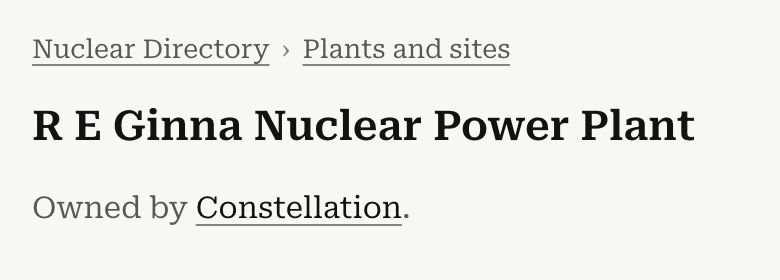 Nuclear Directory › Plants and sites
R E Ginna Nuclear Power Plant
Owned by Constellation.